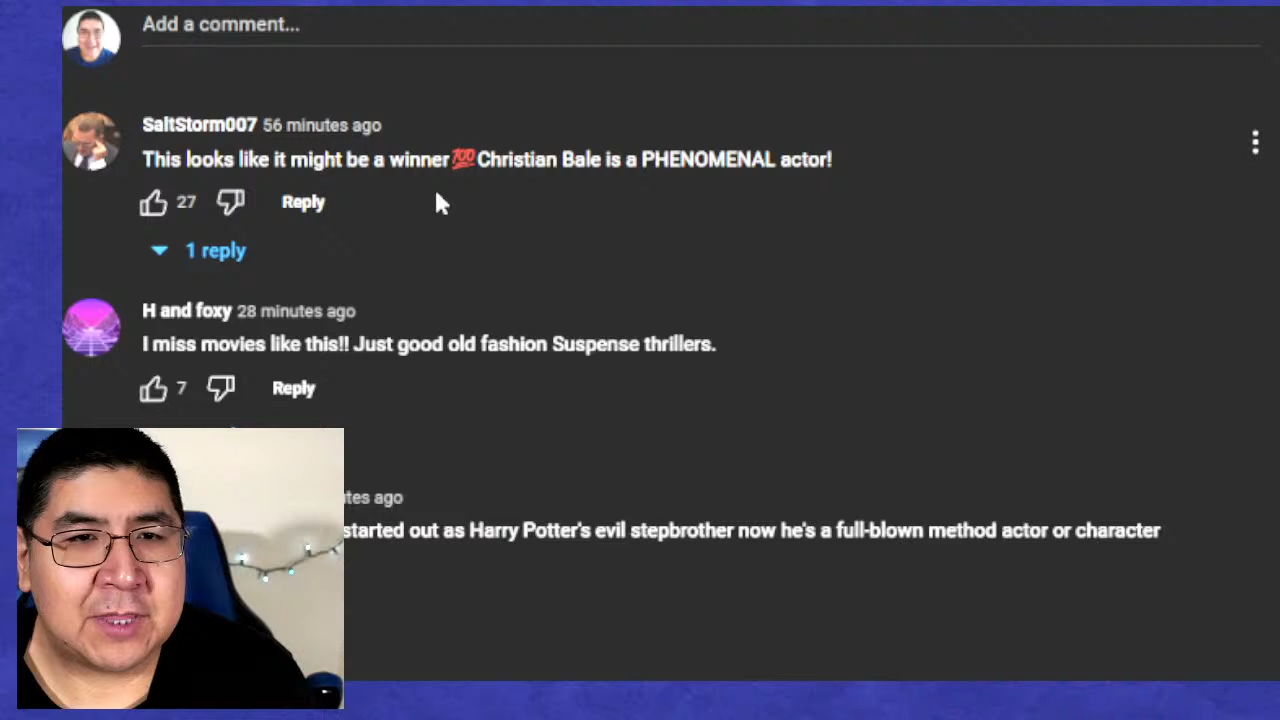 Add a comment...
SaltStorm007 56 minutes ago
This looks like it might be a winner💯Christian Bale is a PHENOMENAL actor!
27 Reply
1 reply
H and foxy 28 minutes ago
I miss movies like this!! Just good old fashion Suspense thrillers.
7 Reply
ago
started out as Harry Potter's evil stepbrother now he's a full-blown method actor or character